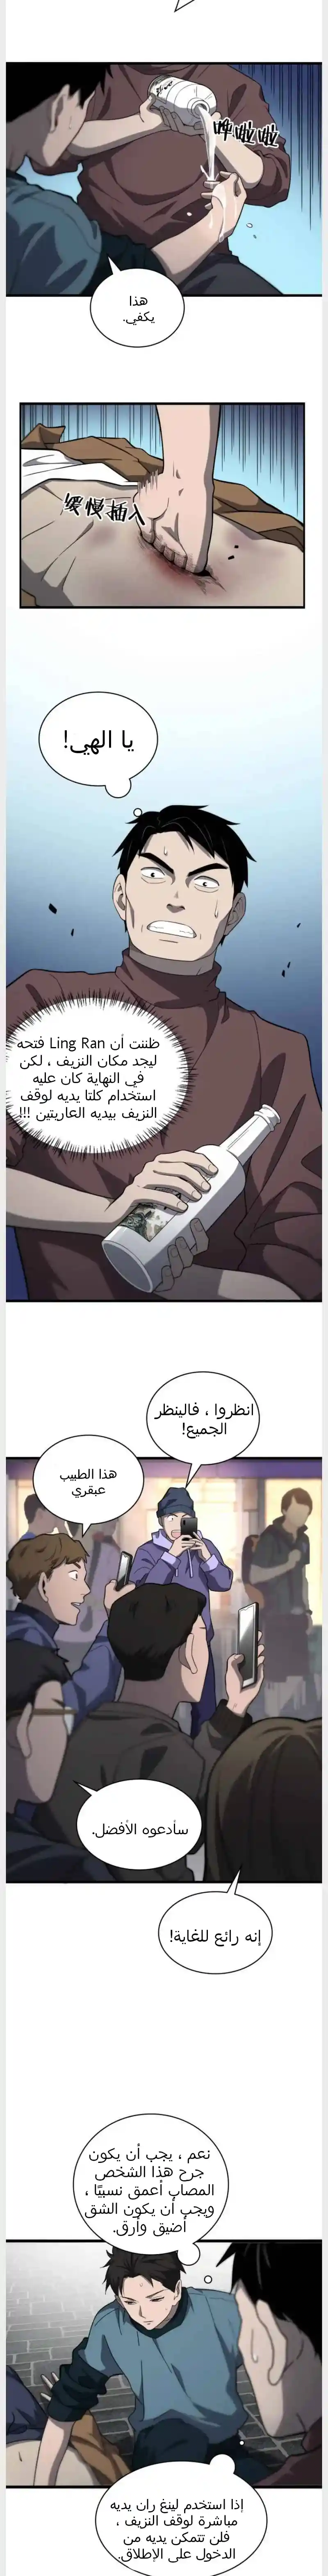 哗啦啦
هذا
يكفي.
缓慢插入
يا الهي!
ظننت أن Ling Ran فتحه
ليجد مكان النزيف ، لكن
في النهاية كان عليه
استخدام كلتا يديه لوقف
النزيف بيديه العاريتين !!!
انظروا ، فالينظر
الجميع!
هذا الطبيب
عبقري
سأدعوه الأفضل.
إنه رائع للغاية!
نعم ، يجب أن يكون
جرح هذا الشخص
المصاب أعمق نسبيًا ،
ويجب أن يكون الشق
أضيق وأرق.
إذا استخدم لينغ ران يديه
مباشرة لوقف النزيف ،
فلن تتمكن يديه من
الدخول على الإطلاق.